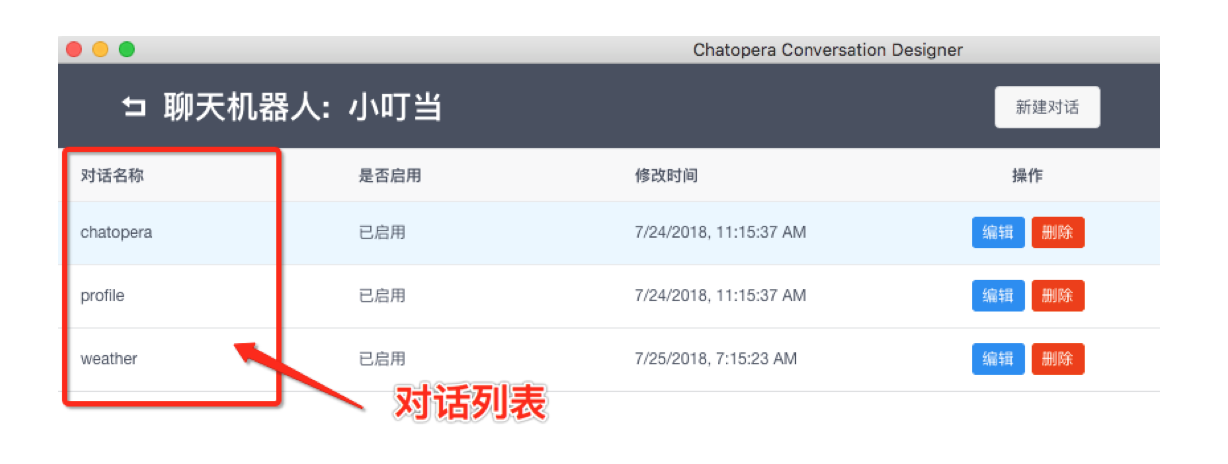 Chatopera Conversation Designer
聊天机器人: 小叮当 新建对话
对话名称 是否启用 修改时间 操作
chatopera 已启用 7/24/2018, 11:15:37 AM 编辑 删除
profile 已启用 7/24/2018, 11:15:37 AM 编辑 删除
weather 已启用 7/25/2018, 7:15:23 AM 编辑 删除
对话列表